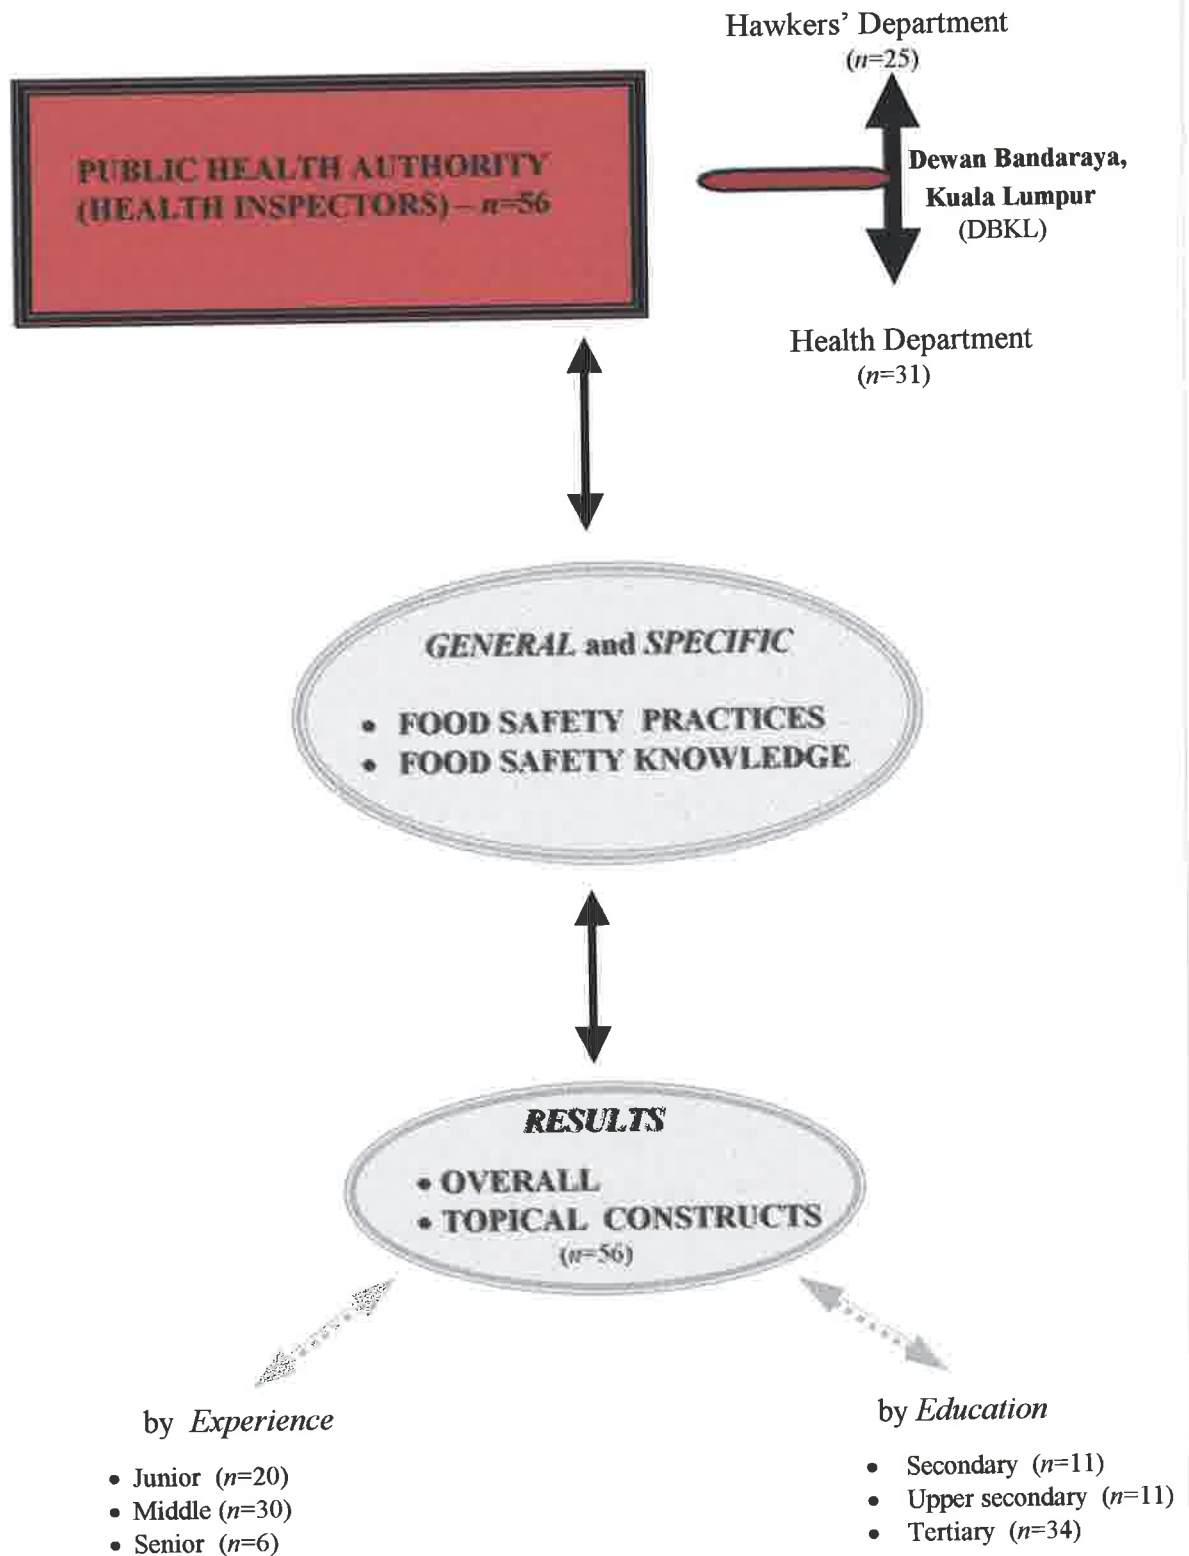 Hawkers' Department
(n=25)
PUBLIC HEALTH AUTHORITY
(HEALTH INSPECTORS) – n=56
Dewan Bandaraya,
Kuala Lumpur
(DBKL)
Health Department
(n=31)
GENERAL and SPECIFIC
• FOOD SAFETY PRACTICES
• FOOD SAFETY KNOWLEDGE
RESULTS
• OVERALL
• TOPICAL CONSTRUCTS
(n=56)
by Experience
• Junior (n=20)
• Middle (n=30)
• Senior (n=6)
by Education
• Secondary (n=11)
• Upper secondary (n=11)
• Tertiary (n=34)